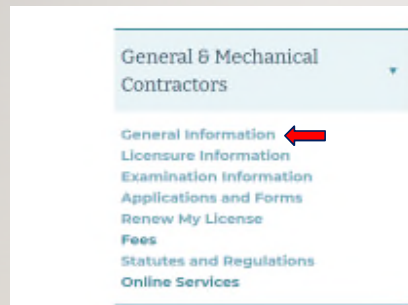 General & Mechanical
Contractors
General Information
Licensure Information
Examination Information
Applications and Forms
Renew My License
Fees
Statutes and Regulations
Online Services